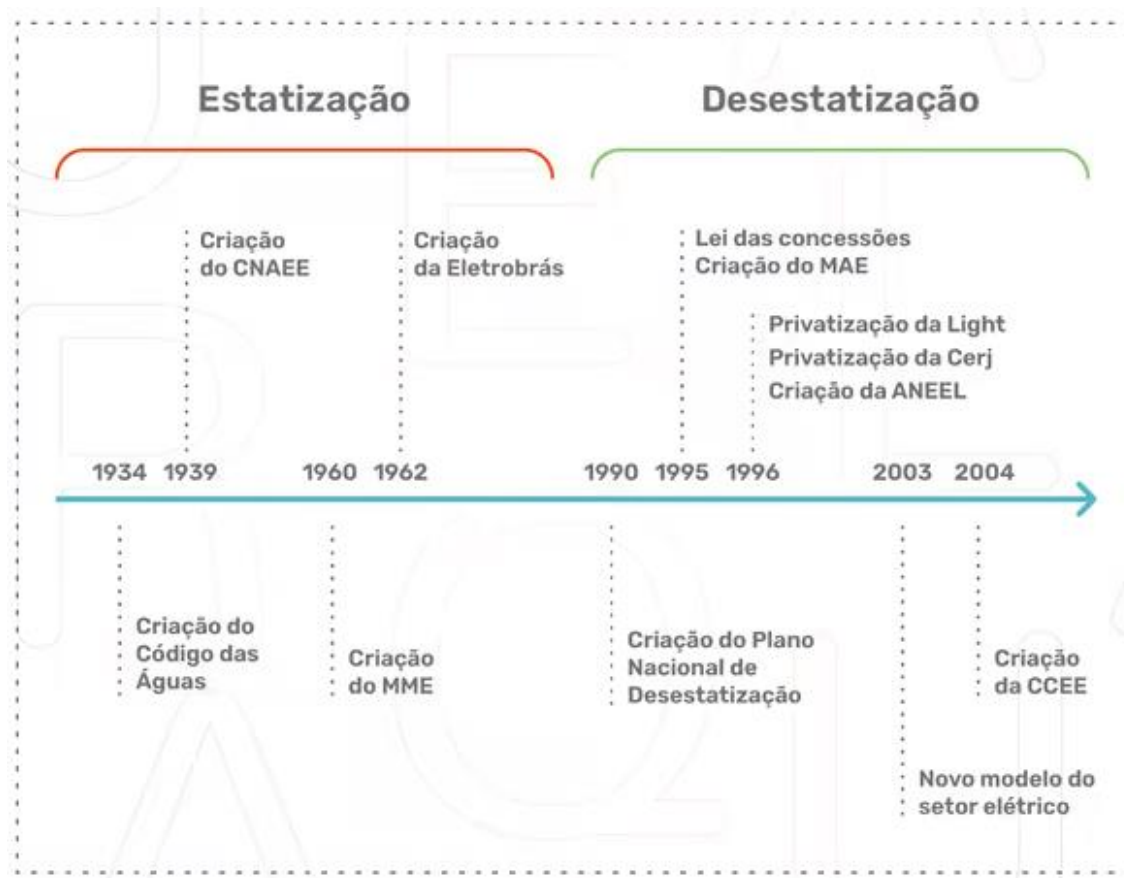 Estatização
Desestatização
Criação
do CNAEE
Criação
da Eletrobrás
Lei das concessões
Criação do MAE
Privatização da Light
Privatização da Cerj
Criação da ANEEL
1934 1939 1960 1962 1990 1995 1996 2003 2004
Criação do
Código das
Águas
Criação
do MME
Criação do Plano
Nacional de
Desestatização
Criação
da CCEE
Novo modelo do
setor elétrico